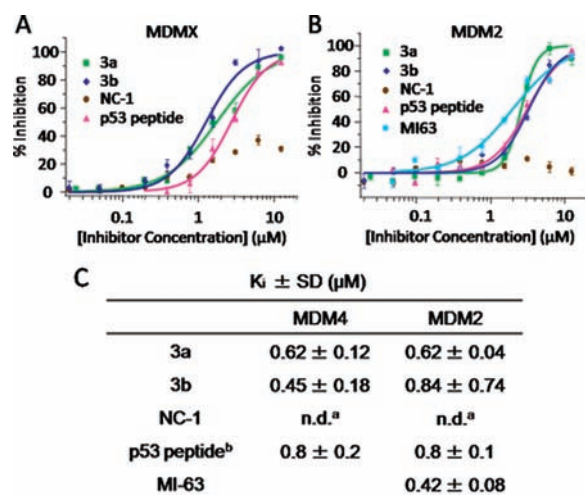 A
MDMX
3a
3b
NC-1
p53 peptide
% Inhibition
100
80
60
40
20
0
0.1
1
10
[Inhibitor Concentration] (µM)
B
MDM2
3a
3b
NC-1
p53 peptide
MI63
% Inhibition
100
80
60
40
20
0
0.1
1
10
[Inhibitor Concentration] (µM)
C
Ki ± SD (µM)
MDM4 MDM2
3a 0.62 ± 0.12 0.62 ± 0.04
3b 0.45 ± 0.18 0.84 ± 0.74
NC-1 n.d.a n.d.a
p53 peptideb 0.8 ± 0.2 0.8 ± 0.1
MI-63 0.42 ± 0.08